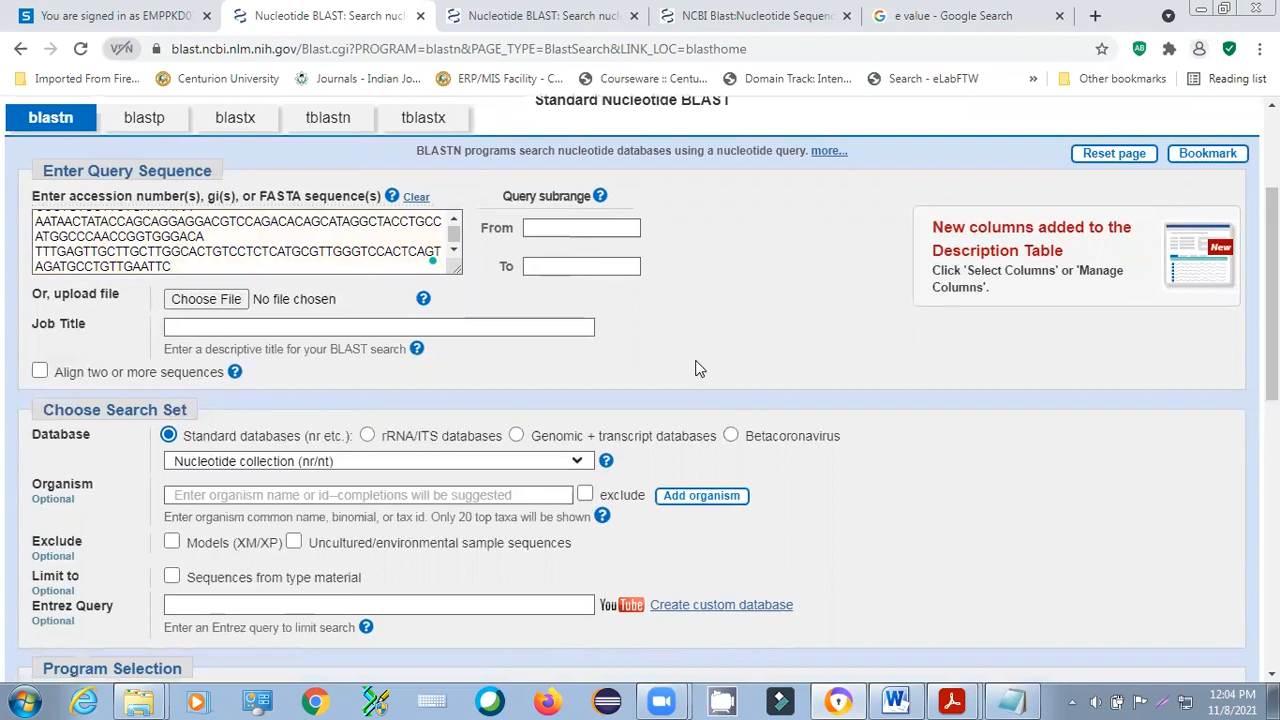 You are signed in as EMPPKD0
Nucleotide BLAST: Search nucl
Nucleotide BLAST: Search nucl
NCBI Blast:Nucleotide Sequenc
e value - Google Search
VPN
blast.ncbi.nlm.nih.gov/Blast.cgi?PROGRAM=blastn&PAGE_TYPE=BlastSearch&LINK_LOC=blasthome
Imported From Fire...
Centurion University
Journals - Indian Jo...
ERP/MIS Facility - C...
Courseware :: Centu...
Domain Track: Inten...
Search - eLabFTW
»
Other bookmarks
Reading list
Standard Nucleotide BLAST
blastn
blastp
blastx
tblastn
tblastx
BLASTN programs search nucleotide databases using a nucleotide query. more...
Reset page
Bookmark
Enter Query Sequence
Enter accession number(s), gi(s), or FASTA sequence(s) ? Clear
Query subrange ?
AATAACTATACCAGCAGGAGGACGTCCAGACACAGCATAGGCTACCTGCC
ATGGCCCAACCGGTGGGACA
TTTGAGTTGCTTGCTTGGCACTGTCCTCTCATGCGTTGGGTCCACTCAGT
AGATGCCTGTTGAATTC
From
To
New columns added to the
Description Table
Click 'Select Columns' or 'Manage
Columns'.
New
Or, upload file
Choose File No file chosen ?
Job Title
Enter a descriptive title for your BLAST search ?
Align two or more sequences ?
Choose Search Set
Database
Standard databases (nr etc.): rRNA/ITS databases Genomic + transcript databases Betacoronavirus
Nucleotide collection (nr/nt) ?
Organism
Optional
Enter organism name or id--completions will be suggested
exclude
Add organism
Enter organism common name, binomial, or tax id. Only 20 top taxa will be shown ?
Exclude
Optional
Models (XM/XP) Uncultured/environmental sample sequences
Limit to
Optional
Sequences from type material
Entrez Query
Optional
YouTube Create custom database
Enter an Entrez query to limit search ?
Program Selection
12:04 PM
11/8/2021